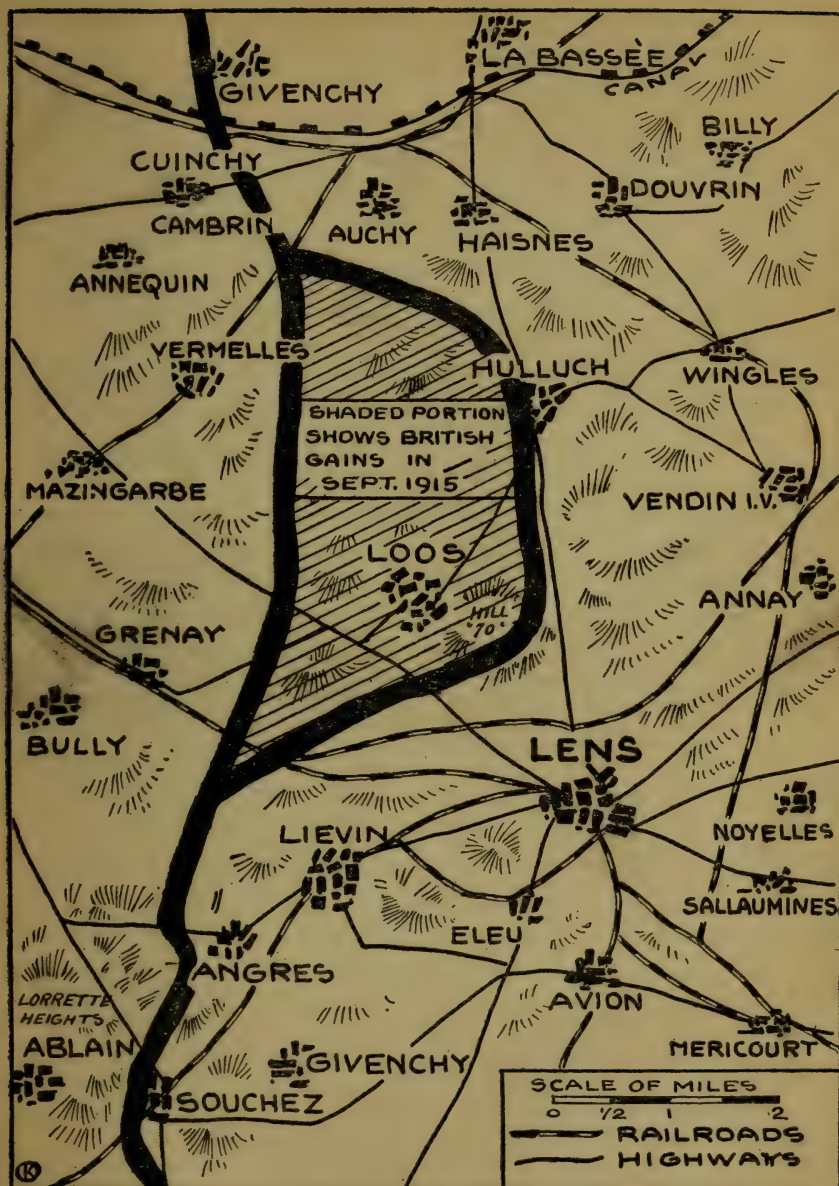 LA BASSÉE
CANAL
GIVENCHY
BILLY
CUINCHY
DOUVRIN
CAMBRIN
AUCHY
HAISNES
ANNEQUIN
VERMELLES
HULLUCH
WINGLES
SHADED PORTION
SHOWS BRITISH
GAINS IN
SEPT. 1915
MAZINGARBE
VENDIN I.V.
LOOS
HILL
"70"
ANNAY
GRENAY
BULLY
LENS
LIEVIN
NOYELLES
SALLAUMINES
ELEU
ANGRES
AVION
LORRETTE
HEIGHTS
ABLAIN
MERICOURT
GIVENCHY
SOUCHEZ
SCALE OF MILES
0 1/2 1 2
RAILROADS
HIGHWAYS
K